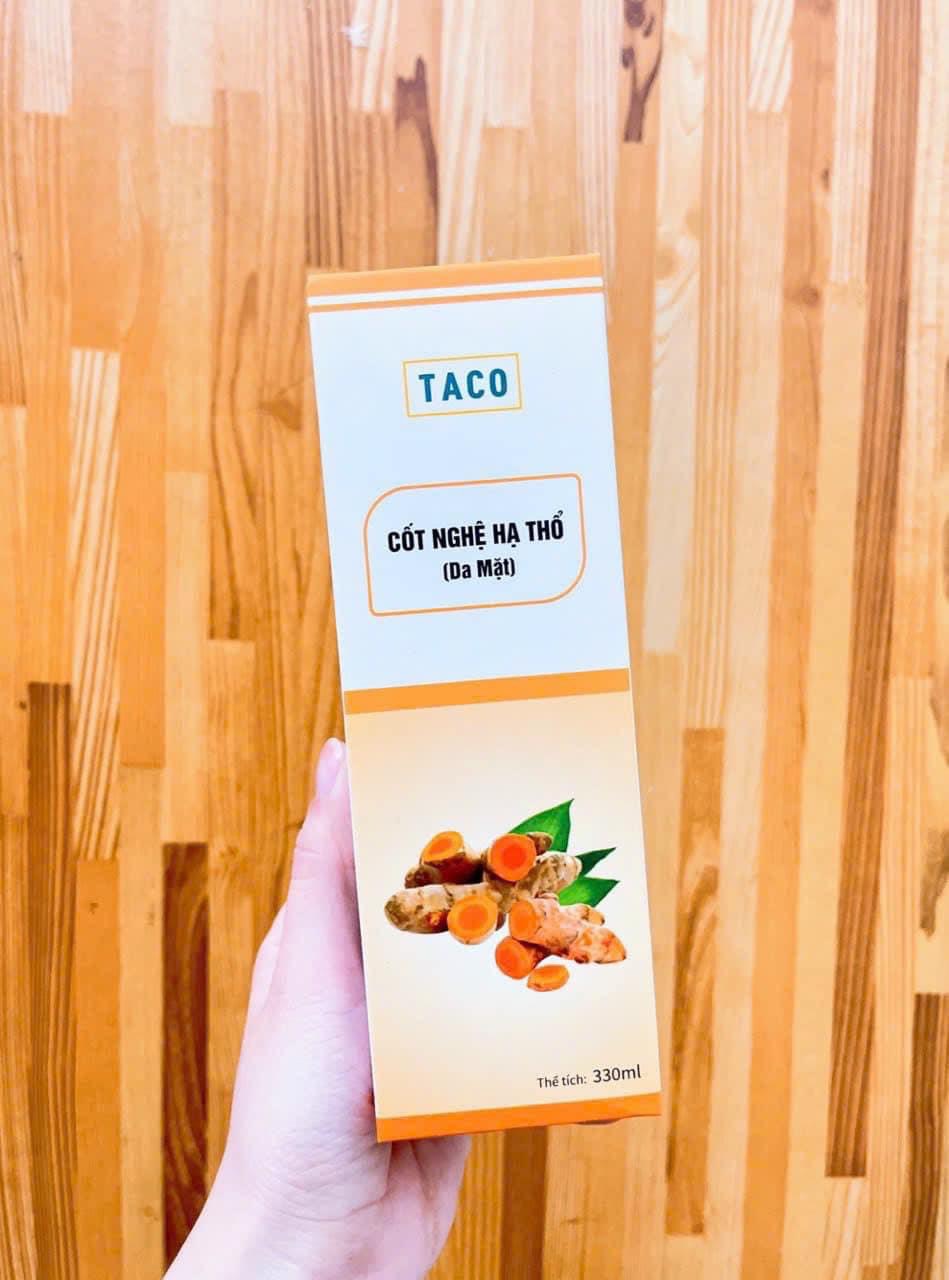 TACO
CỐT NGHỆ HẠ THỔ
(Da Mặt)
Thể tích: 330ml